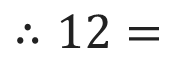 ∴ 12 =